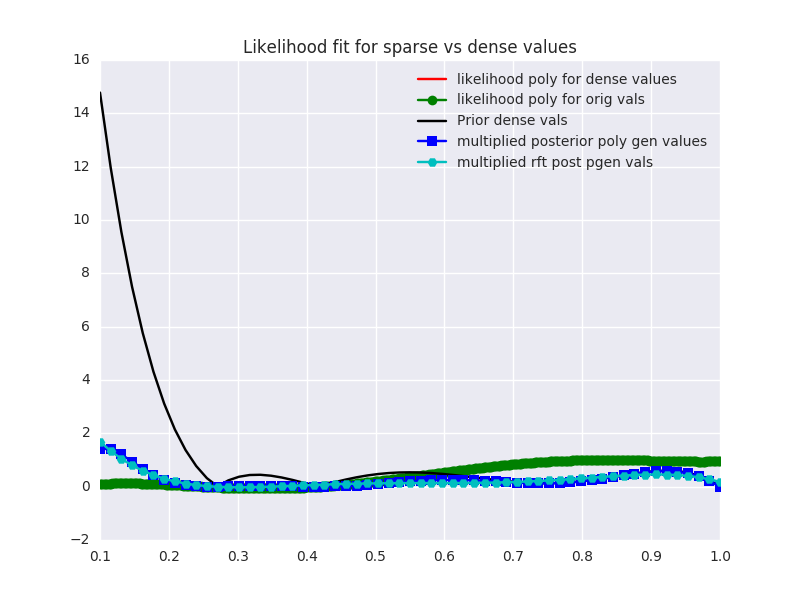 Likelihood fit for sparse vs dense values
16
14
12
10
8
6
4
2
0
−2
likelihood poly for dense values
likelihood poly for orig vals
Prior dense vals
multiplied posterior poly gen values
multiplied rft post pgen vals
0.1 0.2 0.3 0.4 0.5 0.6 0.7 0.8 0.9 1.0